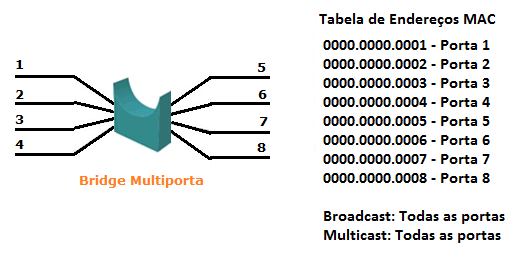 Tabela de Endereços MAC
1
2
3
4
5
6
7
8
Bridge Multiporta
0000.0000.0001 - Porta 1
0000.0000.0002 - Porta 2
0000.0000.0003 - Porta 3
0000.0000.0004 - Porta 4
0000.0000.0005 - Porta 5
0000.0000.0006 - Porta 6
0000.0000.0007 - Porta 7
0000.0000.0008 - Porta 8
Broadcast: Todas as portas
Multicast: Todas as portas